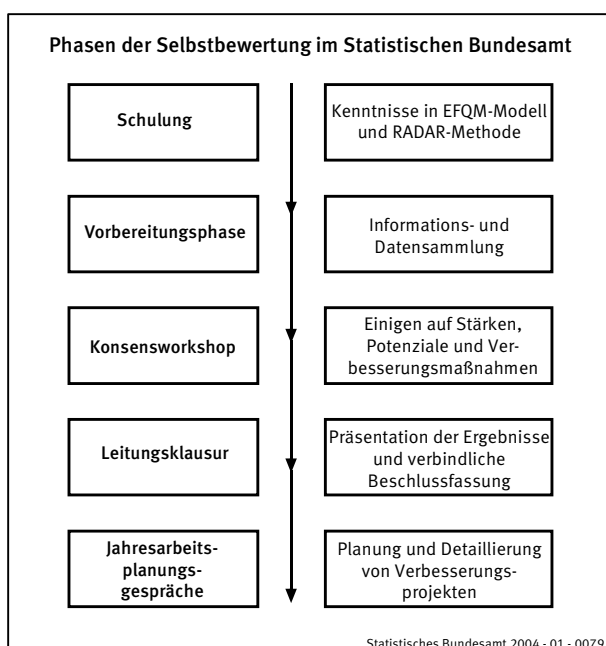 Phasen der Selbstbewertung im Statistischen Bundesamt
Schulung
Kenntnisse in EFQM-Modell
und RADAR-Methode
Vorbereitungsphase
Informations- und
Datensammlung
Konsensworkshop
Einigen auf Stärken,
Potenziale und Ver-
besserungsmaßnahmen
Leitungsklausur
Präsentation der Ergebnisse
und verbindliche
Beschlussfassung
Jahresarbeits-
planungs-
gespräche
Planung und Detaillierung
von Verbesserungs-
projekten
Statistisches Bundesamt 2004 - 01 - 0079